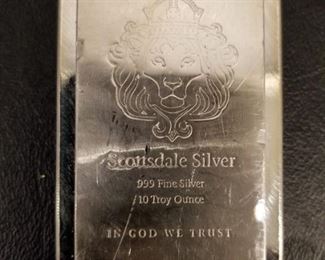 Scottsdale Silver
999 Fine Silver
10 Troy Ounce
IN GOD WE TRUST